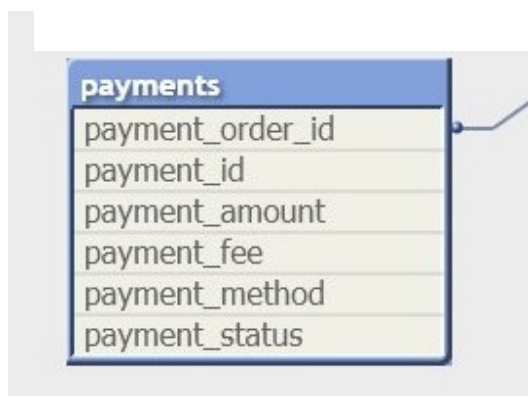 payments
payment_order_id
payment_id
payment_amount
payment_fee
payment_method
payment_status